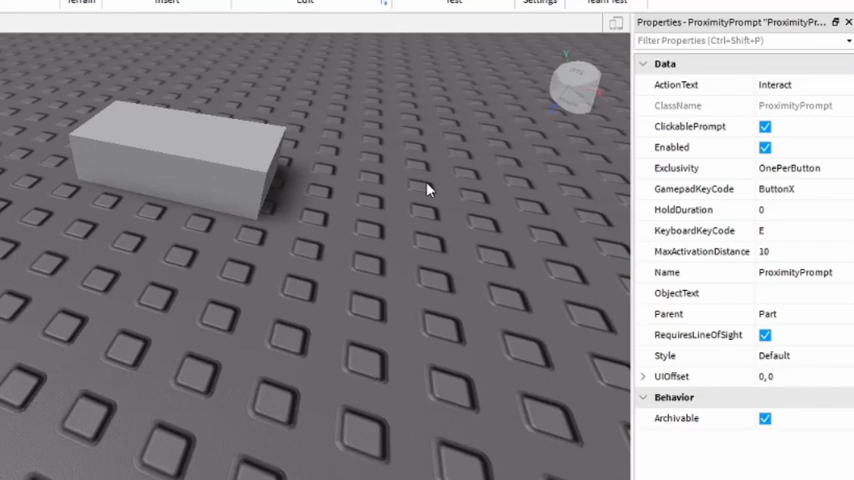 Terrain Insert Edit Test Settings Team Test
Properties - ProximityPrompt "ProximityPr...
Filter Properties (Ctrl+Shift+P)
Data
ActionText Interact
ClassName ProximityPrompt
ClickablePrompt
Enabled
Exclusivity OnePerButton
GamepadKeyCode ButtonX
HoldDuration 0
KeyboardKeyCode E
MaxActivationDistance 10
Name ProximityPrompt
ObjectText
Parent Part
RequiresLineOfSight
Style Default
UIOffset 0, 0
Behavior
Archivable
Y